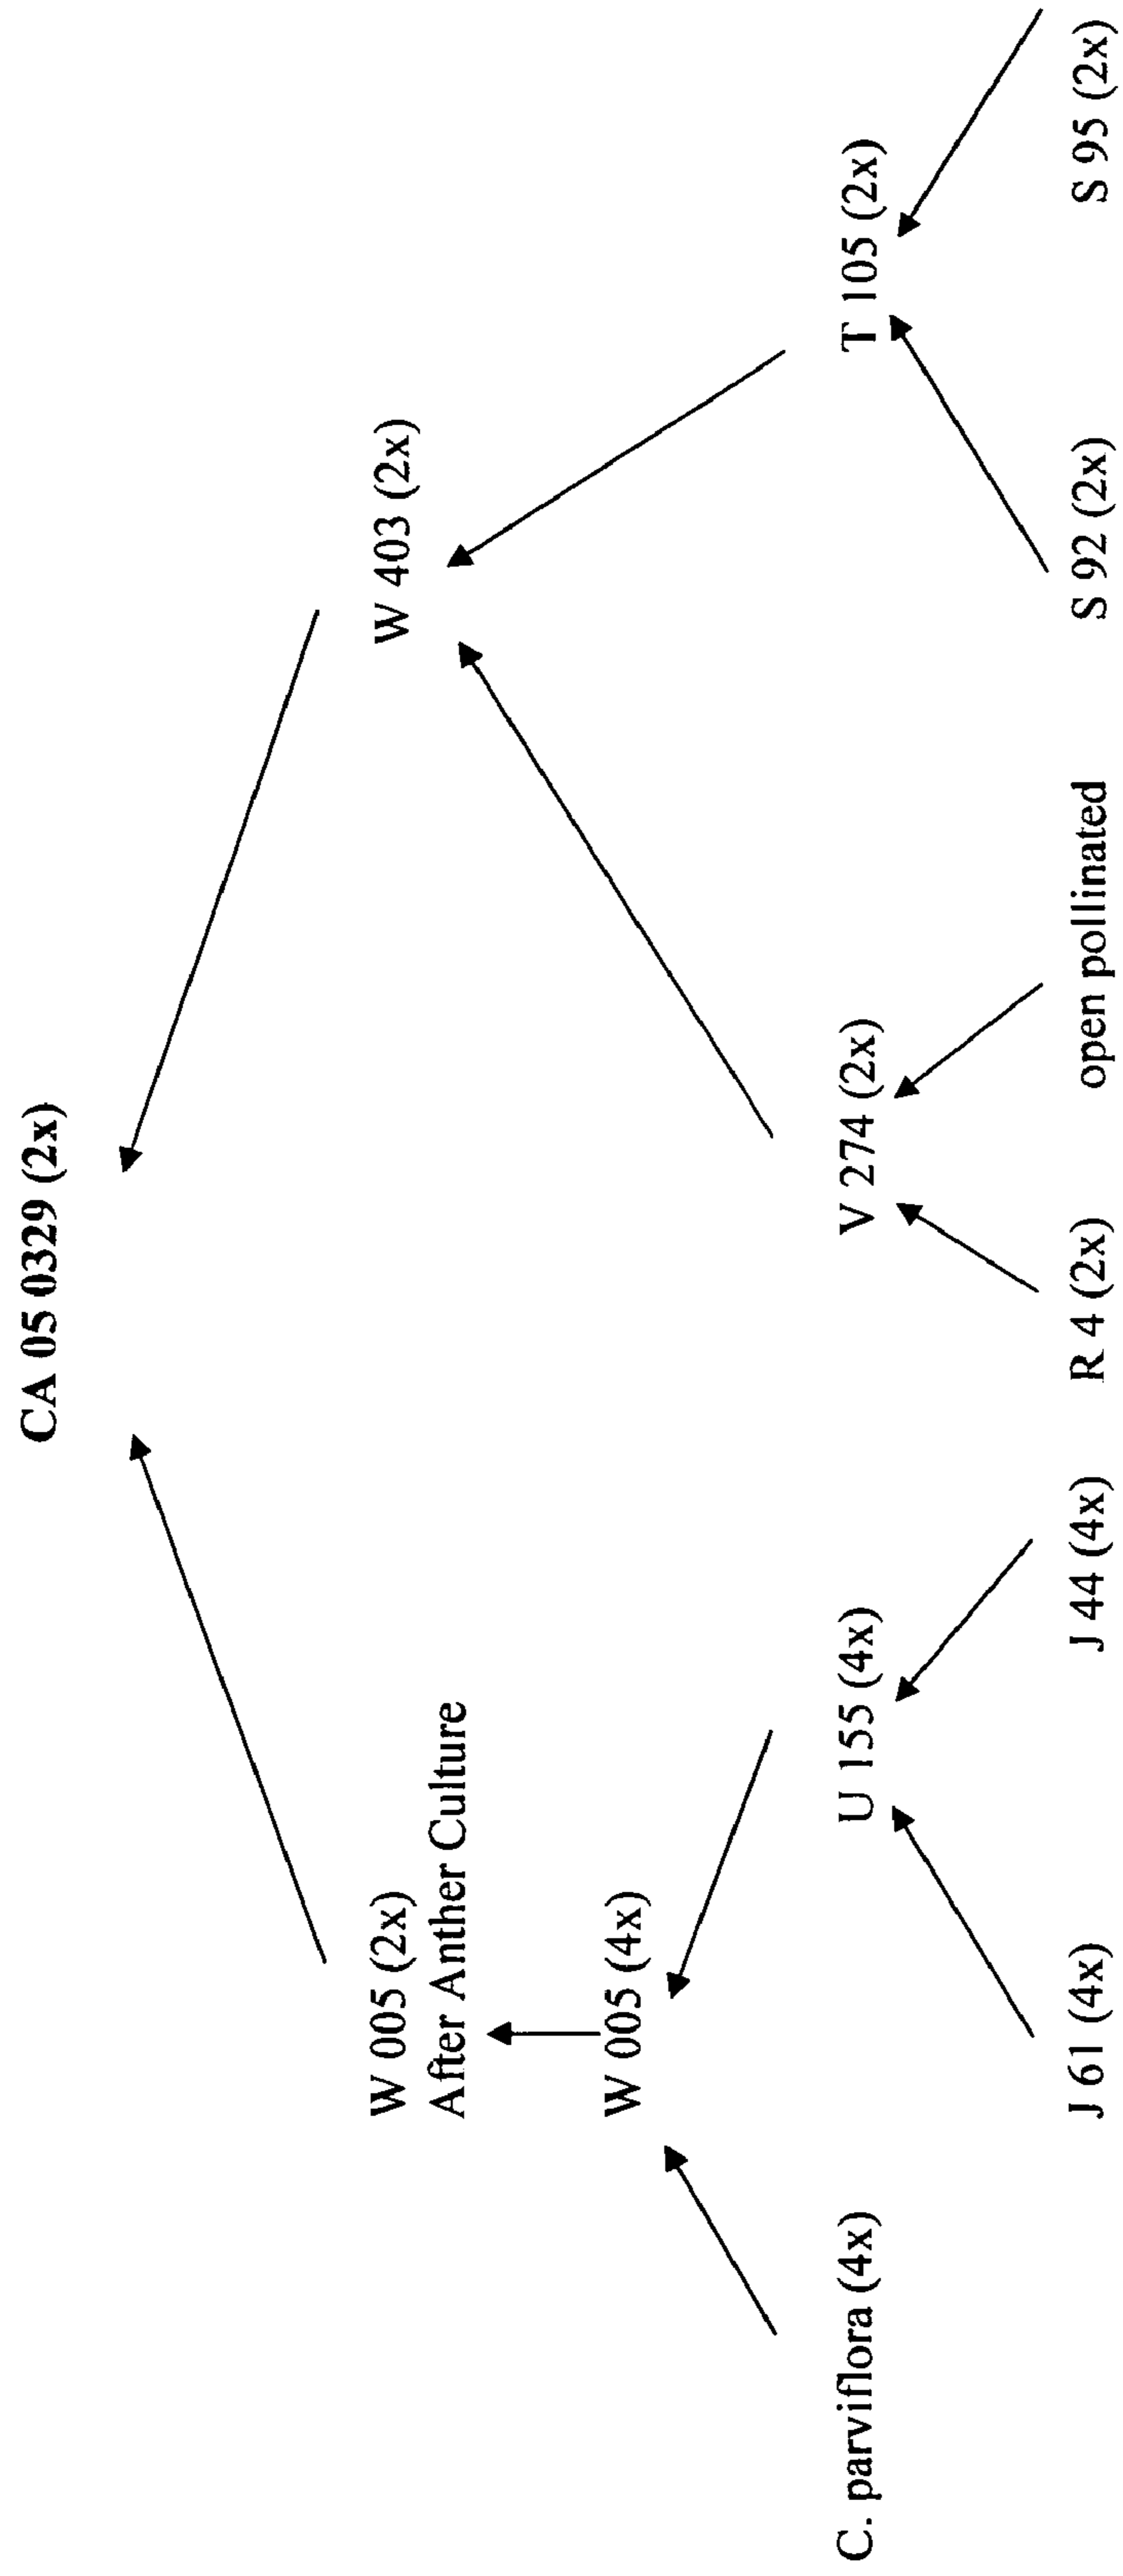 CA 05 0329 (2x)
W 005 (2x)
After Anther Culture
W 403 (2x)
W 005 (4x)
C. parviflora (4x)
U 155 (4x)
V 274 (2x)
T 105 (2x)
J 61 (4x)
J 44 (4x)
R 4 (2x)
open pollinated
S 92 (2x)
S 95 (2x)